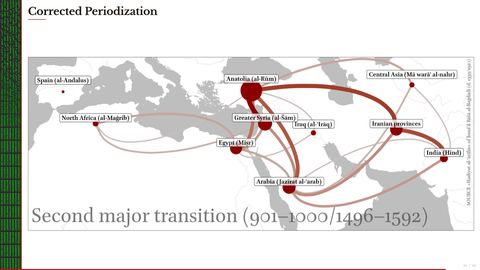 Corrected Periodization
Spain (al-Andalus)
Anatolia (al-Rūm)
Central Asia (Mā warāʾ al-nahr)
North Africa (al-Maġrib)
Greater Syria (al-Šām)
Iraq (al-ʿIrāq)
Iranian provinces
Egypt (Miṣr)
India (Hind)
Arabia (Jazīrat al-ʿarab)
Second major transition (901–1000/1496–1592)